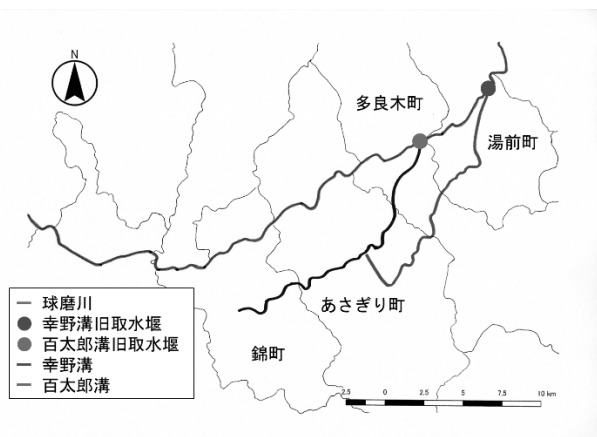 N
多良木町
湯前町
あさぎり町
錦町
球磨川
幸野溝旧取水堰
百太郎溝旧取水堰
幸野溝
百太郎溝
2.5 0 2.5 5 7.5 10 km